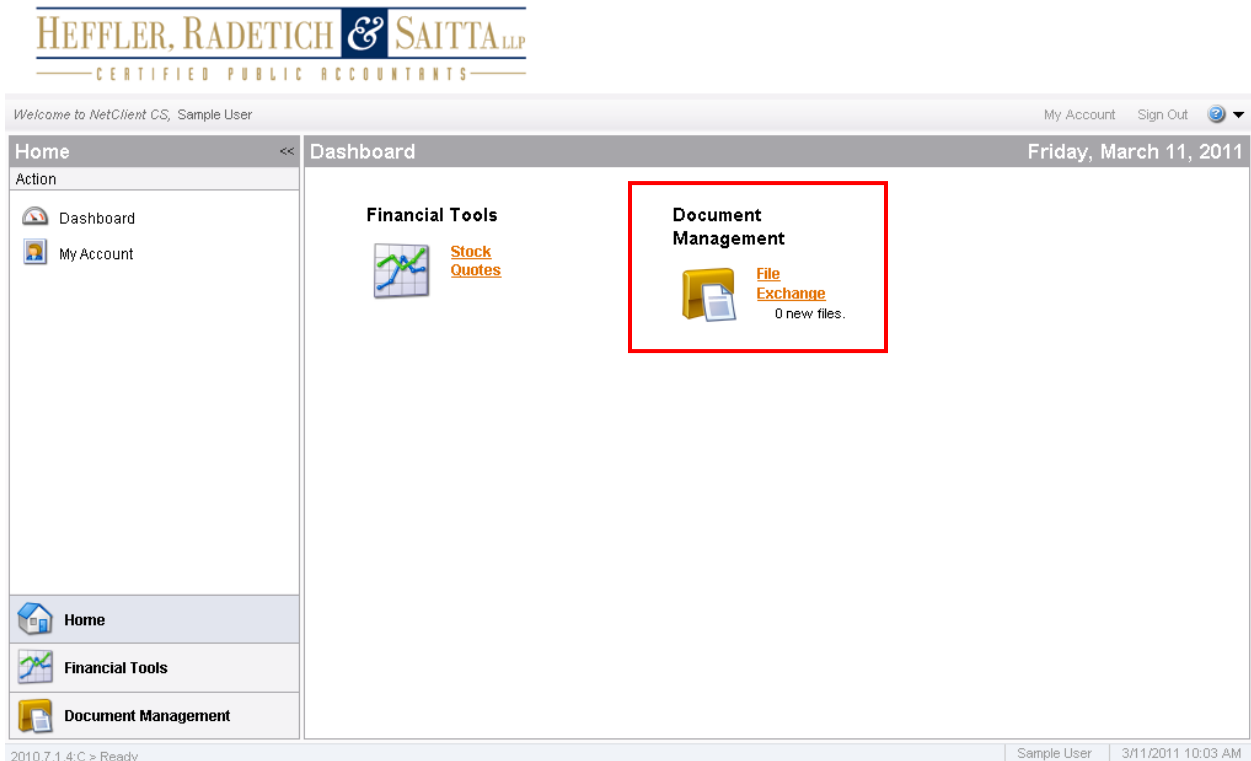 HEFFLER, RADETICH & SAITTA LLP
CERTIFIED PUBLIC ACCOUNTANTS
Welcome to NetClient CS, Sample User
My Account Sign Out
Home << Dashboard Friday, March 11, 2011
Action
Dashboard
My Account
Financial Tools
Stock
Quotes
Document
Management
File
Exchange
0 new files.
Home
Financial Tools
Document Management
2010.7.1.4:C > Ready Sample User 3/11/2011 10:03 AM